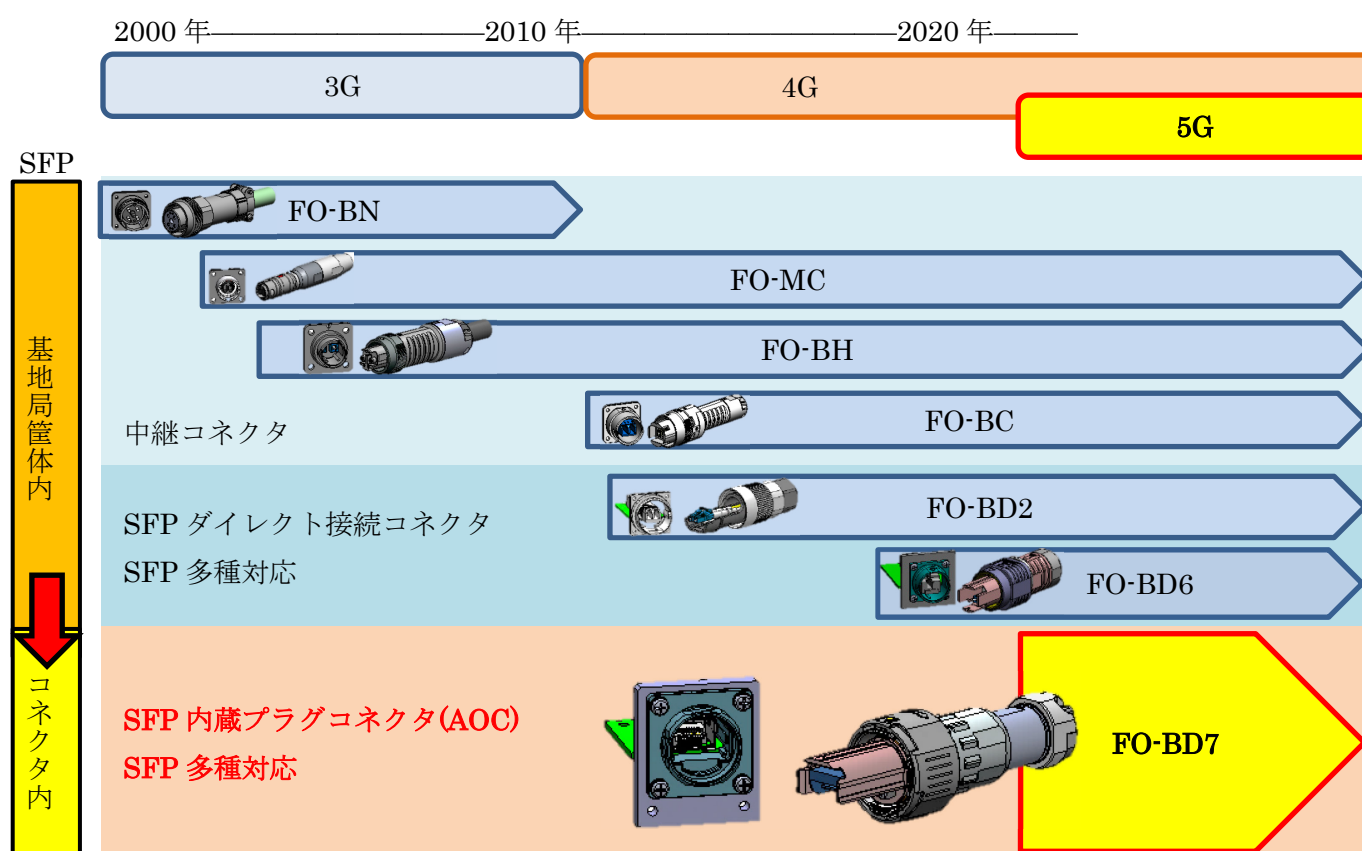 2000 年 2010 年 2020 年
3G
4G
5G
SFP
FO-BN
FO-MC
FO-BH
FO-BC
中継コネクタ
基地局筐体内
SFP ダイレクト接続コネクタ
SFP 多種対応
FO-BD2
FO-BD6
コネクタ内
SFP 内蔵プラグコネクタ(AOC)
SFP 多種対応
FO-BD7